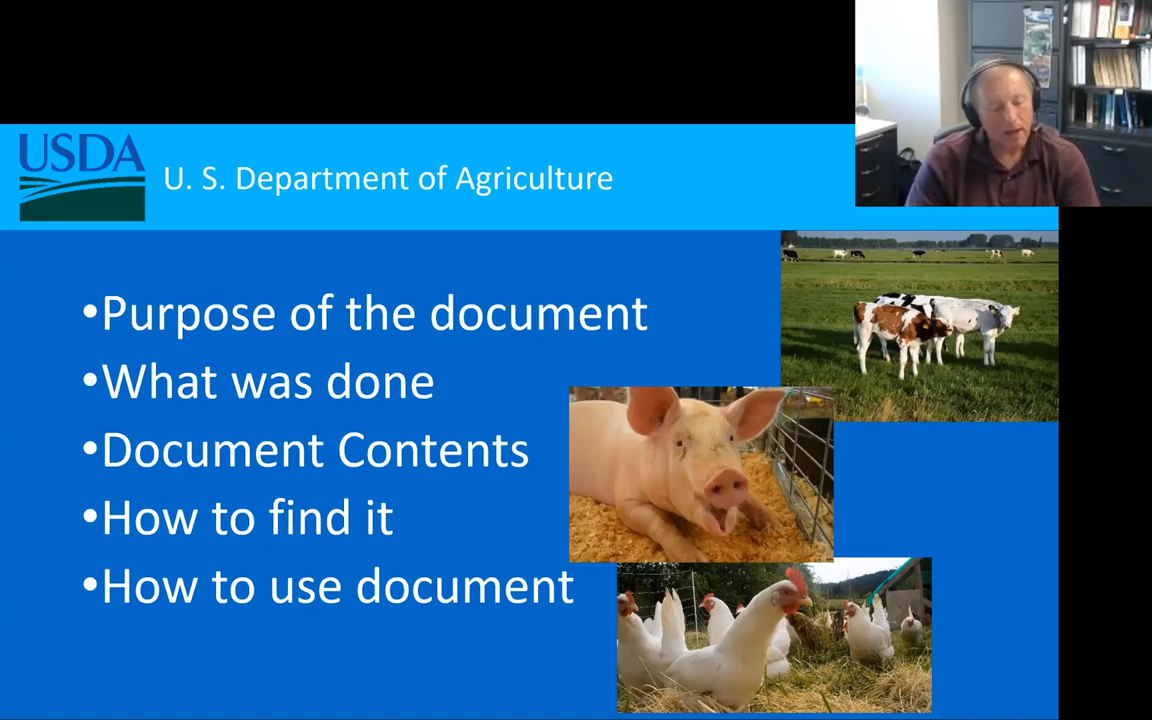 USDA
U. S. Department of Agriculture
•Purpose of the document
•What was done
•Document Contents
•How to find it
•How to use document